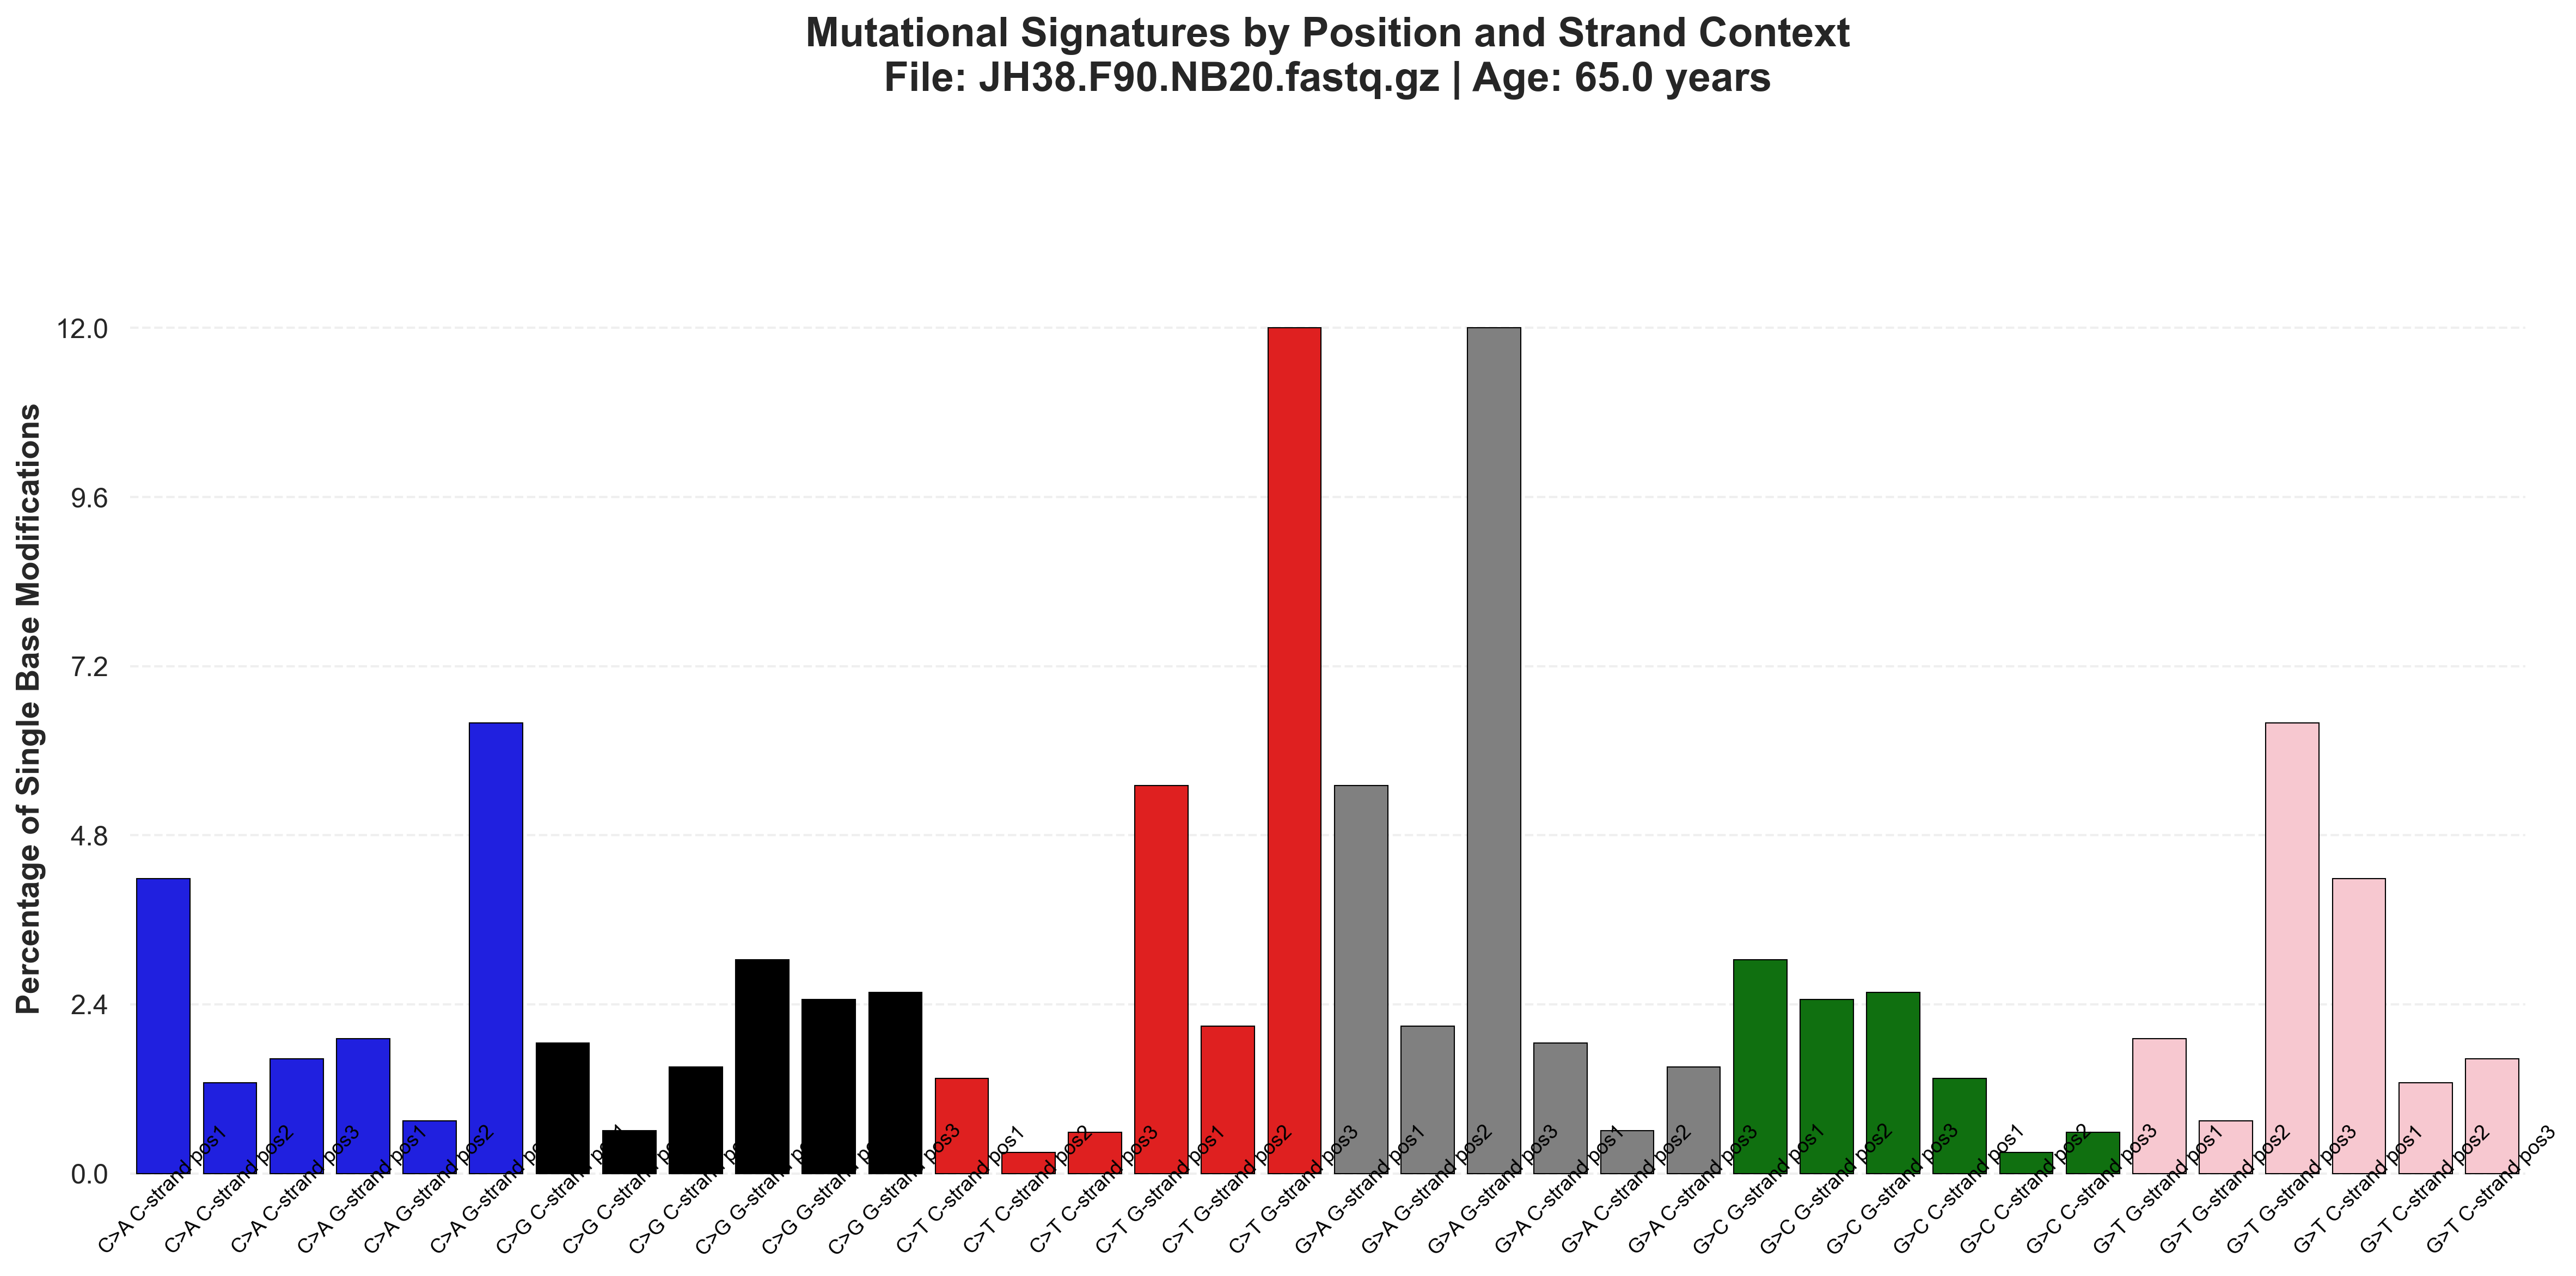 Mutational Signatures by Position and Strand Context
File: JH38.F90.NB20.fastq.gz | Age: 65.0 years
Percentage of Single Base Modifications
12.0
9.6
7.2
4.8
2.4
0.0
C>A C-strand pos1
C>A C-strand pos2
C>A C-strand pos3
C>A G-strand pos1
C>A G-strand pos2
C>A G-strand pos
C>G C-strand pos1
C>G C-strand pos
C>G C-strand pos
C>G G-strand pos
C>G G-strand pos
C>G G-strand pos3
C>T C-strand pos1
C>T C-strand pos2
C>T C-strand pos3
C>T G-strand pos1
C>T G-strand pos2
C>T G-strand pos3
G>A G-strand pos1
G>A G-strand pos2
G>A G-strand pos3
G>A C-strand pos1
G>A C-strand pos2
G>A C-strand pos3
G>C G-strand pos1
G>C G-strand pos2
G>C G-strand pos3
G>C C-strand pos1
G>C C-strand pos2
G>C C-strand pos3
G>T G-strand pos1
G>T G-strand pos2
G>T G-strand pos3
G>T C-strand pos1
G>T C-strand pos2
G>T C-strand pos3